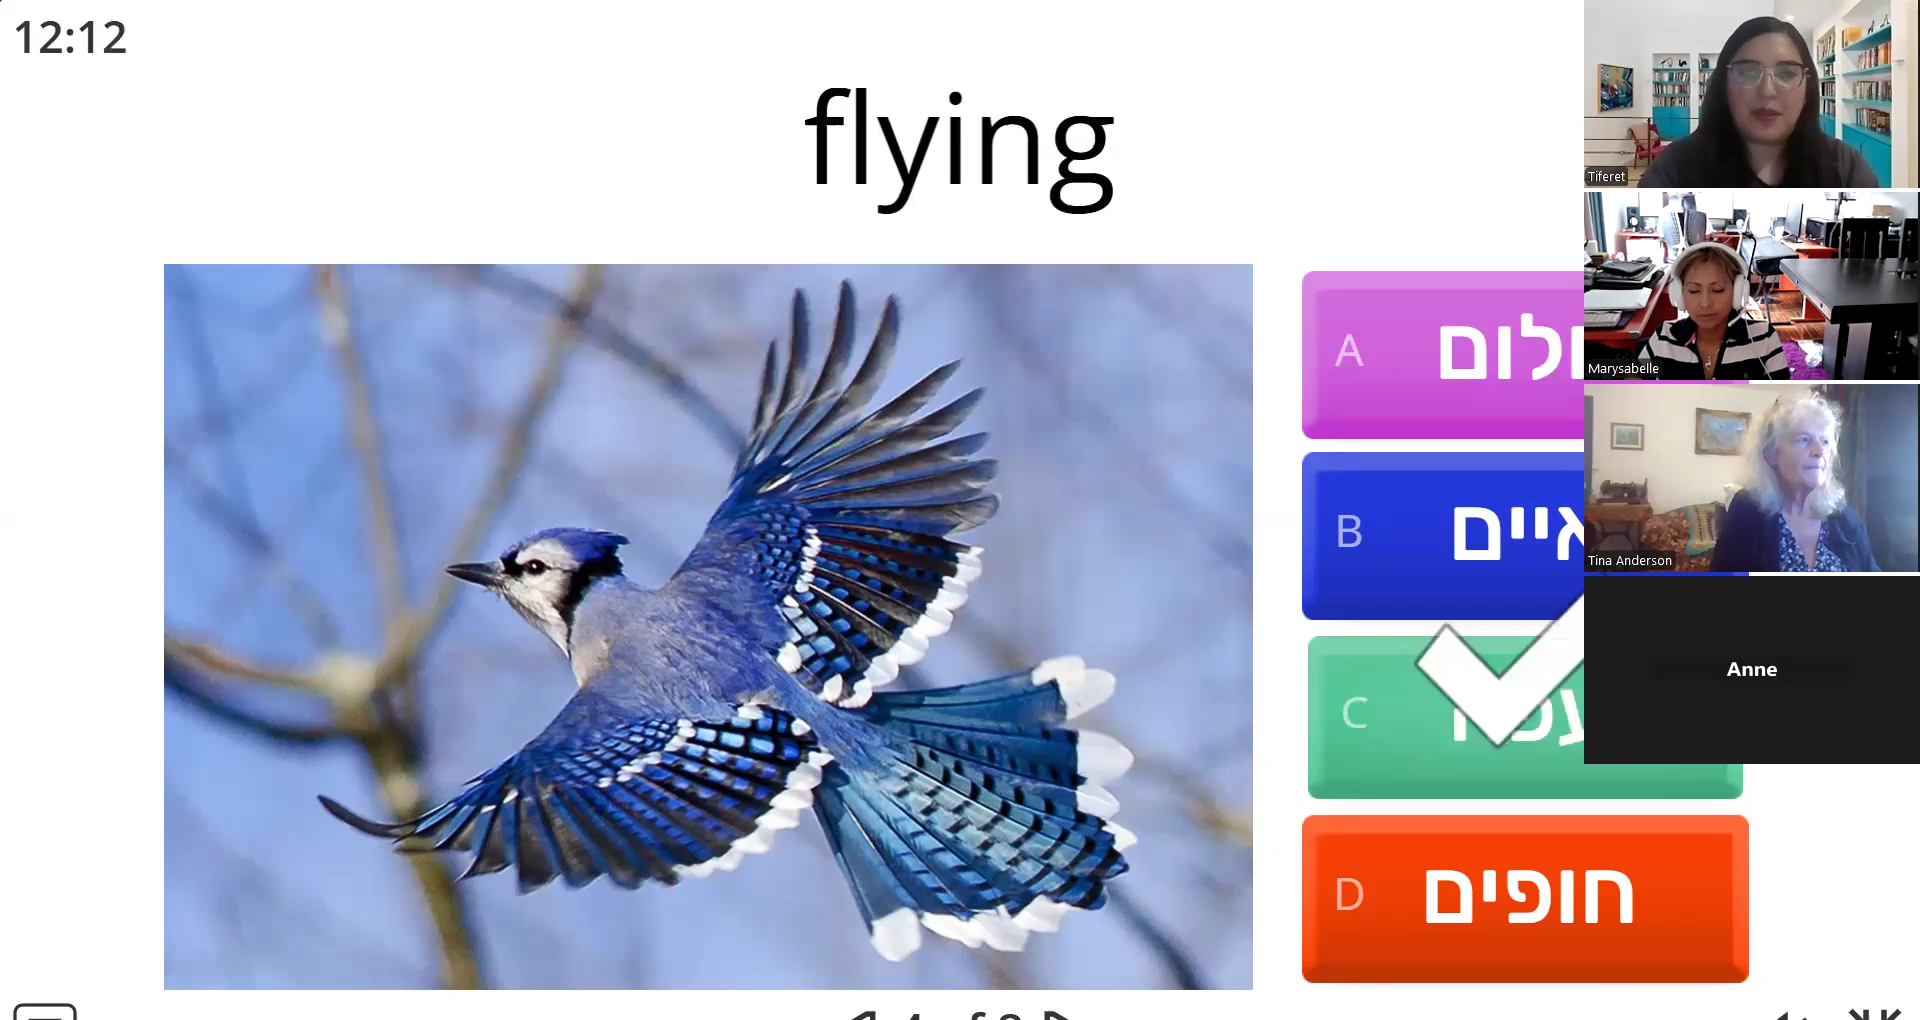 12:12
flying
A
B
C
D חופים
Tiferet
Marysabelle
Tina Anderson
Anne